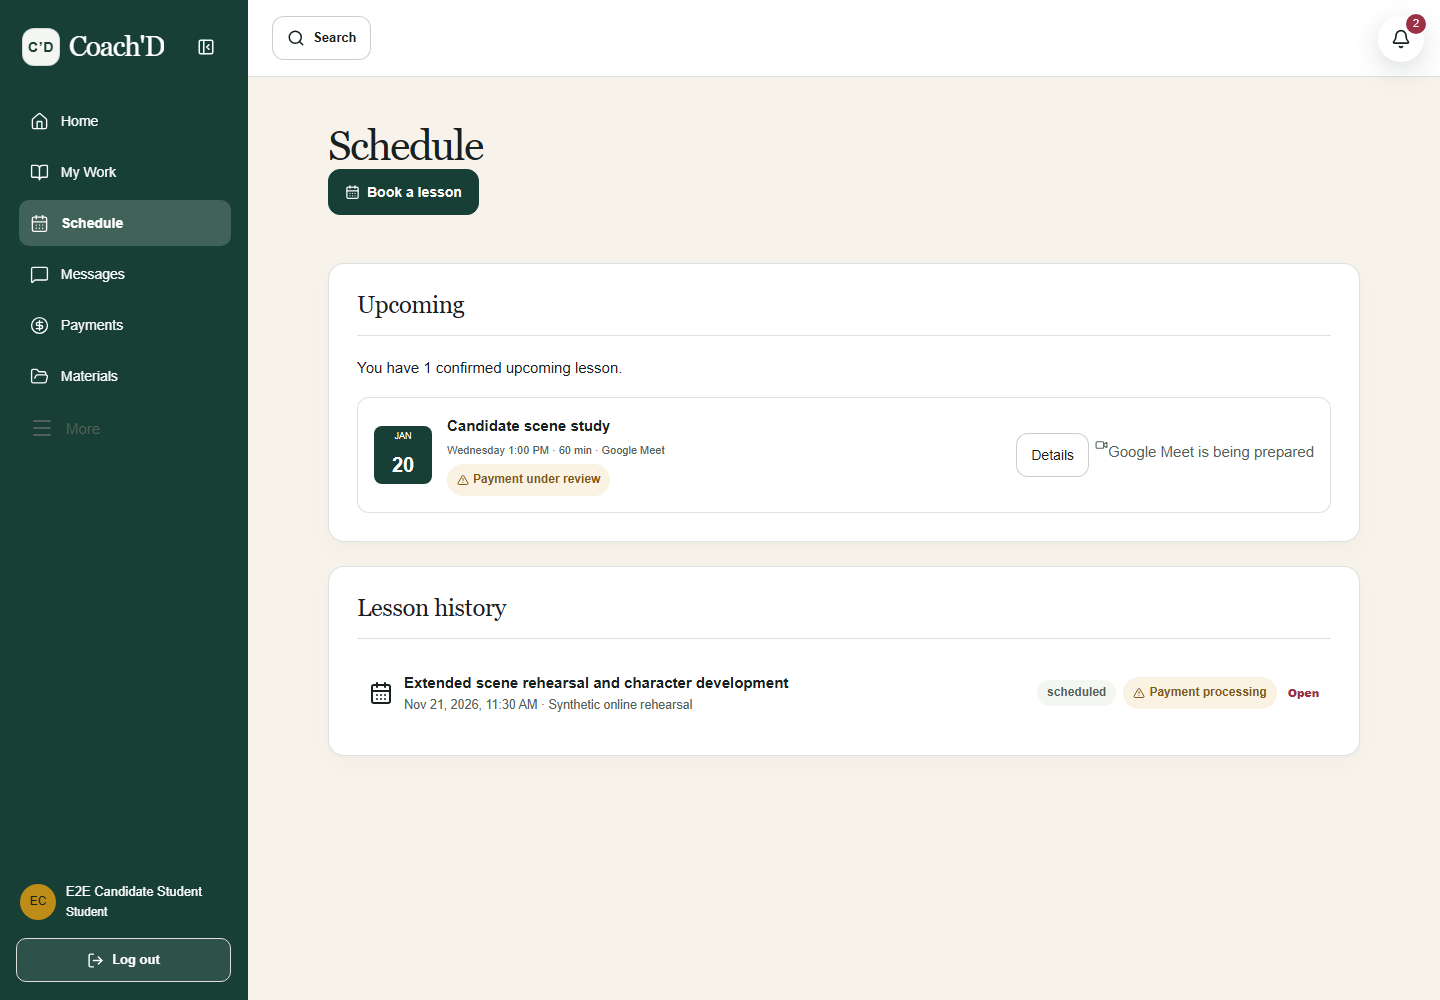 C'D Coach'D
Search
2
Home
My Work
Schedule
Messages
Payments
Materials
More
Schedule
Book a lesson
Upcoming
You have 1 confirmed upcoming lesson.
JAN
20
Candidate scene study
Wednesday 1:00 PM · 60 min · Google Meet
Payment under review
Details
Google Meet is being prepared
Lesson history
Extended scene rehearsal and character development
Nov 21, 2026, 11:30 AM · Synthetic online rehearsal
scheduled
Payment processing
Open
EC
E2E Candidate Student
Student
Log out